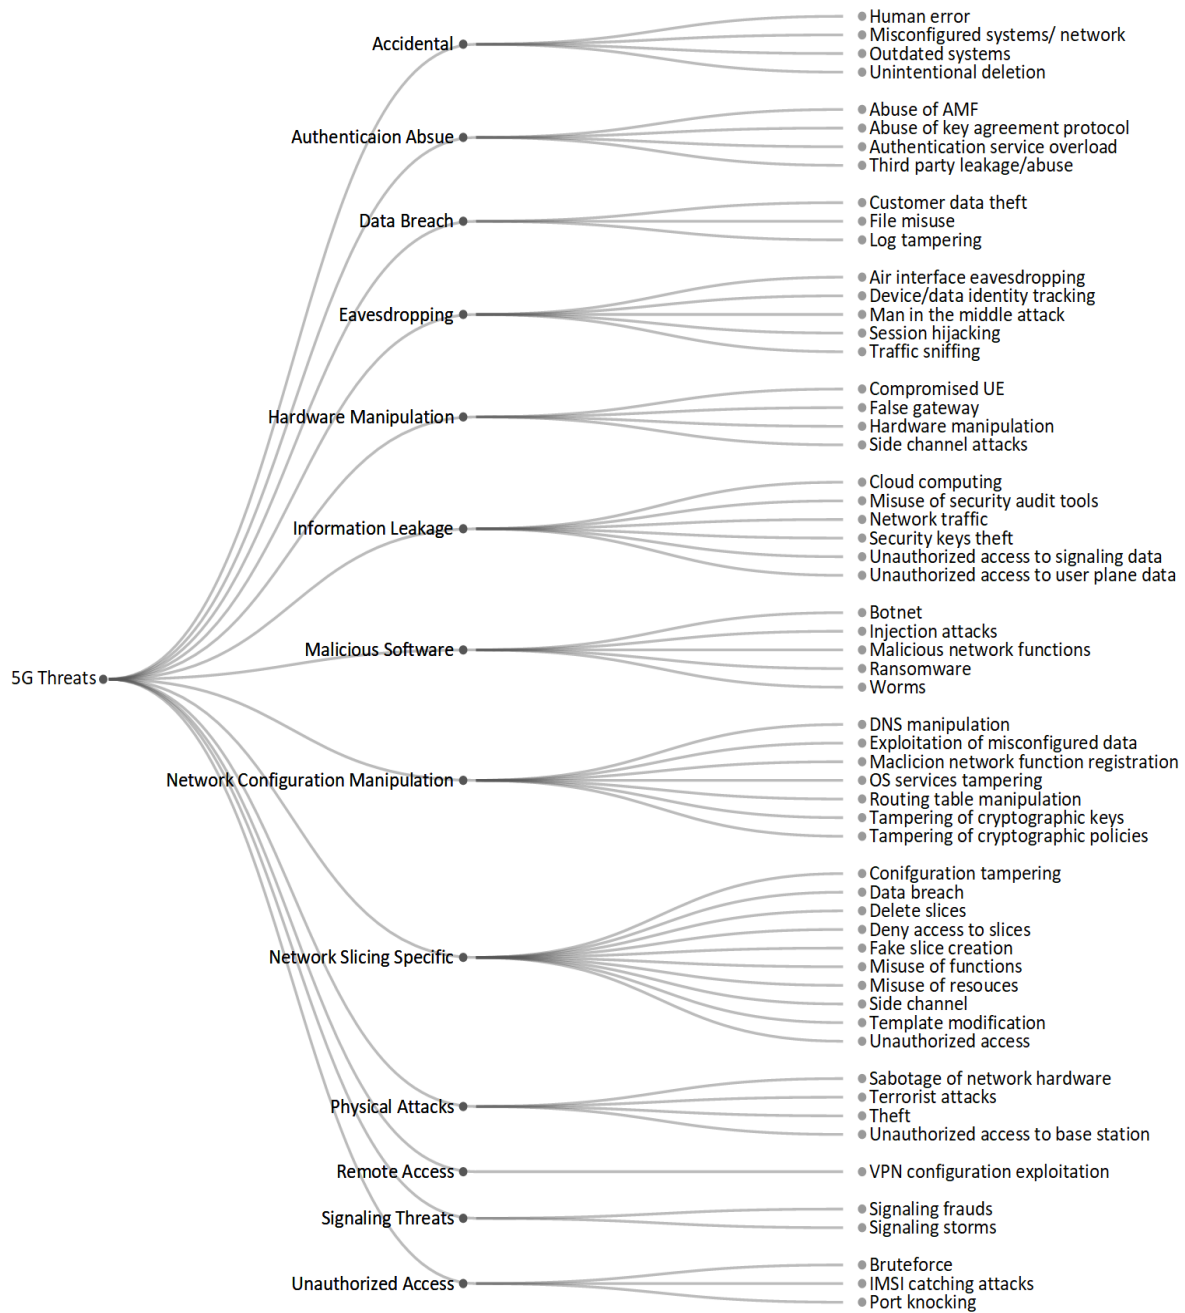 5G Threats
Accidental
Human error
Misconfigured systems/ network
Outdated systems
Unintentional deletion
Authenticaion Absue
Abuse of AMF
Abuse of key agreement protocol
Authentication service overload
Third party leakage/abuse
Data Breach
Customer data theft
File misuse
Log tampering
Eavesdropping
Air interface eavesdropping
Device/data identity tracking
Man in the middle attack
Session hijacking
Traffic sniffing
Hardware Manipulation
Compromised UE
False gateway
Hardware manipulation
Side channel attacks
Information Leakage
Cloud computing
Misuse of security audit tools
Network traffic
Security keys theft
Unauthorized access to signaling data
Unauthorized access to user plane data
Malicious Software
Botnet
Injection attacks
Malicious network functions
Ransomware
Worms
Network Configuration Manipulation
DNS manipulation
Exploitation of misconfigured data
Maclicion network function registration
OS services tampering
Routing table manipulation
Tampering of cryptographic keys
Tampering of cryptographic policies
Network Slicing Specific
Conifguration tampering
Data breach
Delete slices
Deny access to slices
Fake slice creation
Misuse of functions
Misuse of resouces
Side channel
Template modification
Unauthorized access
Physical Attacks
Sabotage of network hardware
Terrorist attacks
Theft
Unauthorized access to base station
Remote Access
VPN configuration exploitation
Signaling Threats
Signaling frauds
Signaling storms
Unauthorized Access
Bruteforce
IMSI catching attacks
Port knocking